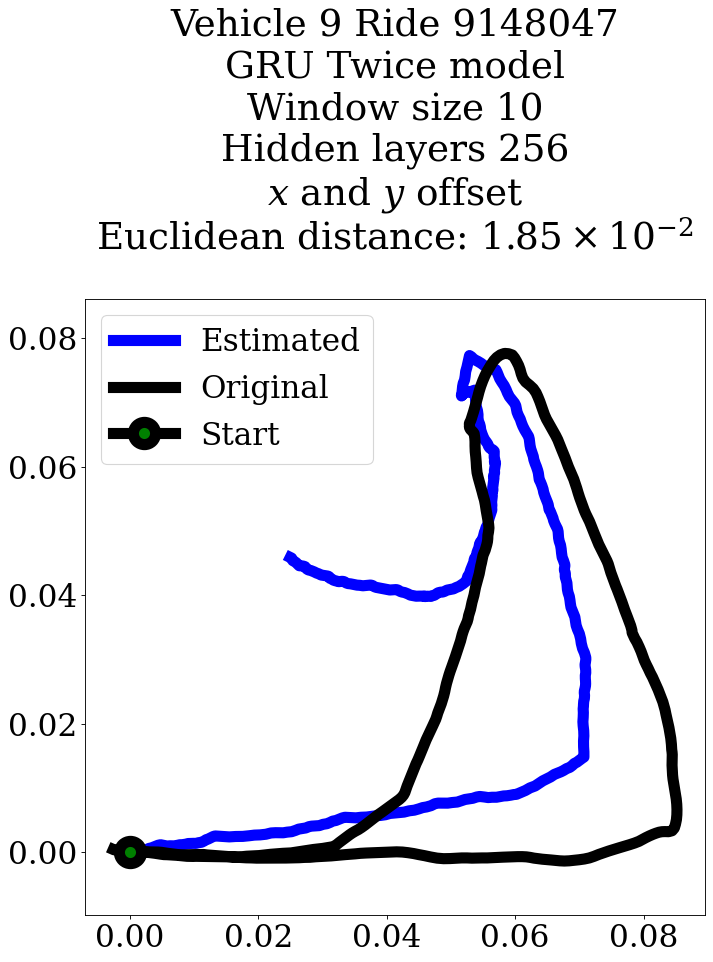 Vehicle 9 Ride 9148047
GRU Twice model
Window size 10
Hidden layers 256
x and y offset
Euclidean distance: 1.85 × 10⁻²
Estimated
Original
Start
0.08
0.06
0.04
0.02
0.00
0.00 0.02 0.04 0.06 0.08